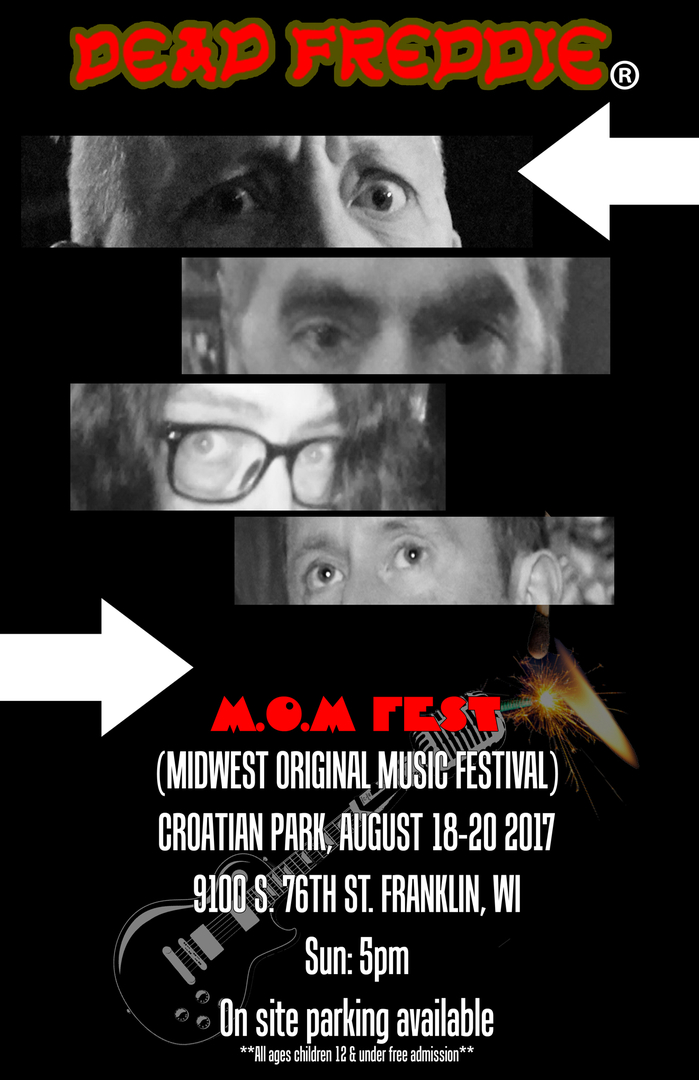 DEAD FREDDIE®
M.O.M FEST
(MIDWEST ORIGINAL MUSIC FESTIVAL)
CROATIAN PARK, AUGUST 18-20 2017
9100 S. 76TH ST. FRANKLIN, WI
Sun: 5pm
On site parking available
**All ages children 12 & under free admission**